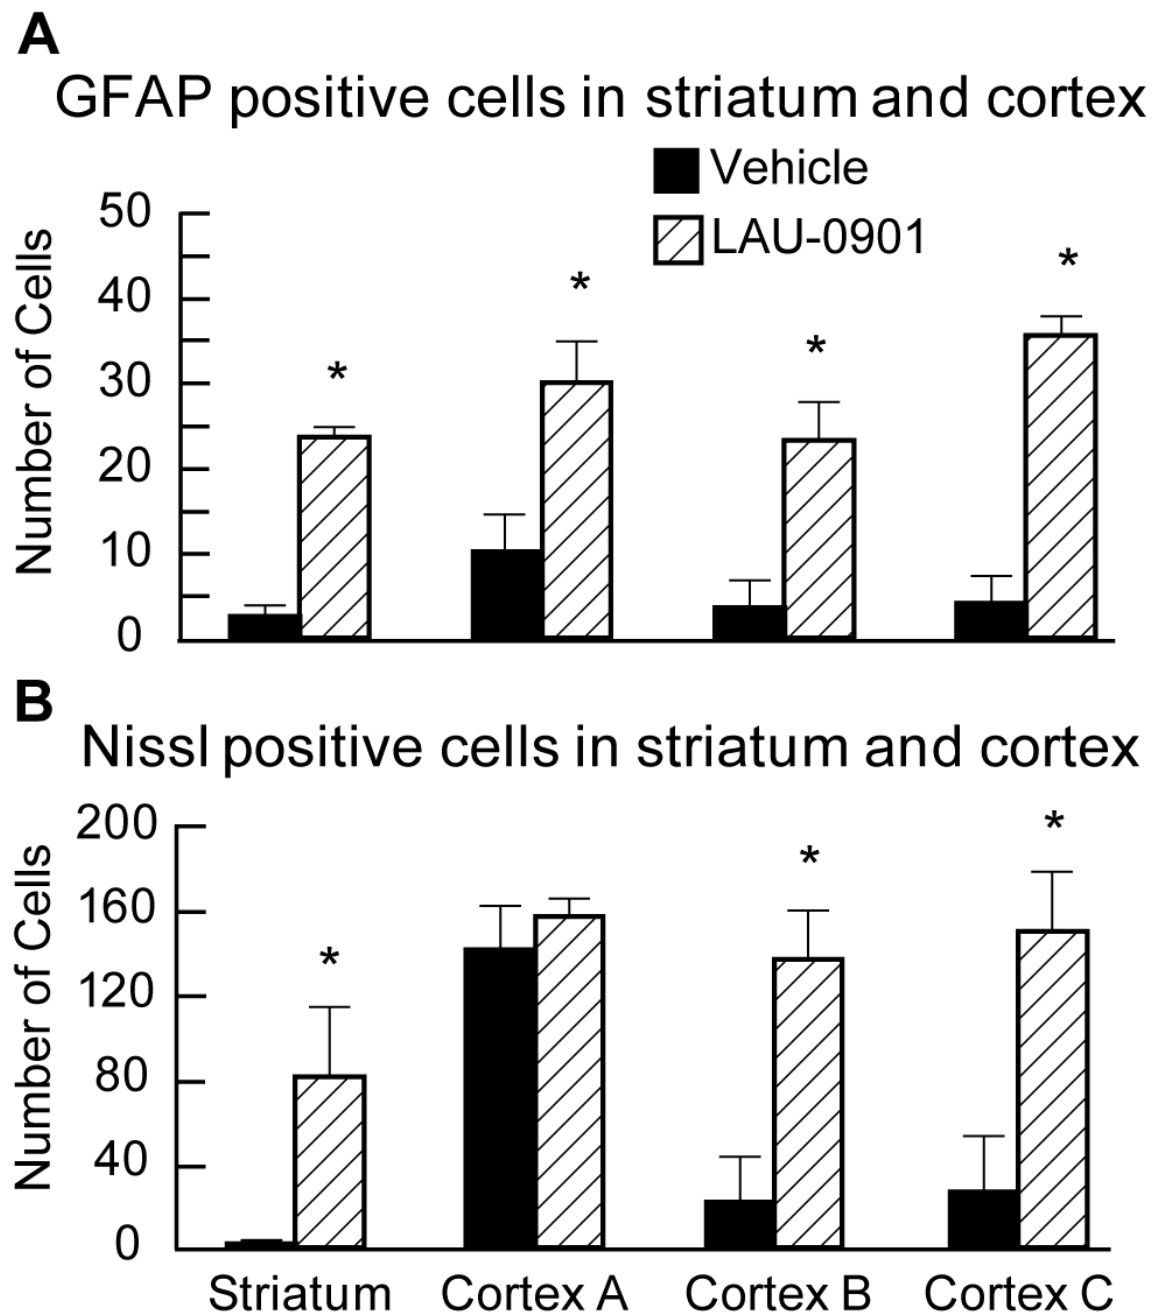 A
GFAP positive cells in striatum and cortex
Vehicle
LAU-0901
Number of Cells
50
40
30
20
10
0
*
*
*
*
B
Nissl positive cells in striatum and cortex
Number of Cells
200
160
120
80
40
0
*
*
*
Striatum
Cortex A
Cortex B
Cortex C